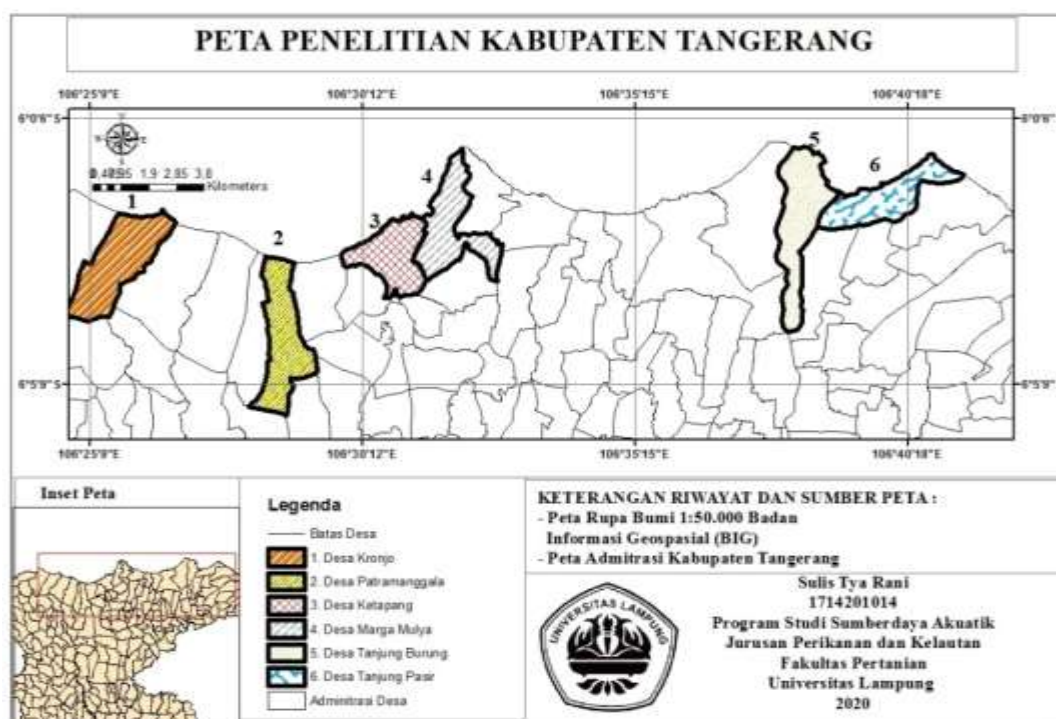 PETA PENELITIAN KABUPATEN TANGERANG
106°25'9"E 106°30'12"E 106°35'15"E 106°40'18"E
6°0'6"S
1.9 2.85 3.8
Kilometers
1
2
3
4
5
6
6°5'9"S 6°5'9"S
106°25'9"E 106°30'12"E 106°35'15"E 106°40'18"E
Inset Peta
Legenda
Batas Desa
1. Desa Kronjo
2. Desa Patramanggala
3. Desa Ketapang
4. Desa Marga Mulya
5. Desa Tanjung Burung
6. Desa Tanjung Pasir
Adminitrasi Desa
KETERANGAN RIWAYAT DAN SUMBER PETA :
- Peta Rupa Bumi 1:50.000 Badan
Informasi Geospasial (BIG)
- Peta Admitrasi Kabupaten Tangerang
UNIVERSITAS LAMPUNG
Sulis Tya Rani
1714201014
Program Studi Sumberdaya Akuatik
Jurusan Perikanan dan Kelautan
Fakultas Pertanian
Universitas Lampung
2020